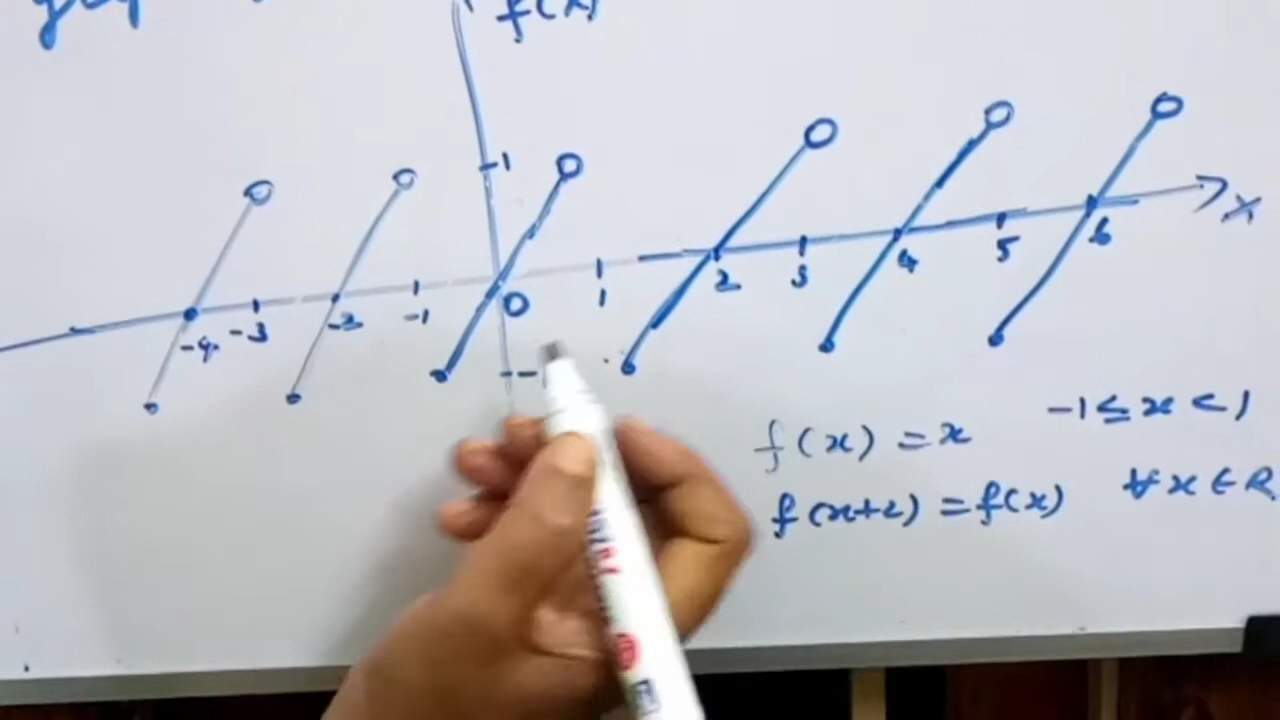 f(x)
1
-4 -3 -2 -1 0 1 2 3 4 5 6 x
f(x) = x -1 ≤ x < 1
f(x+2) = f(x) ∀ x ∈ R